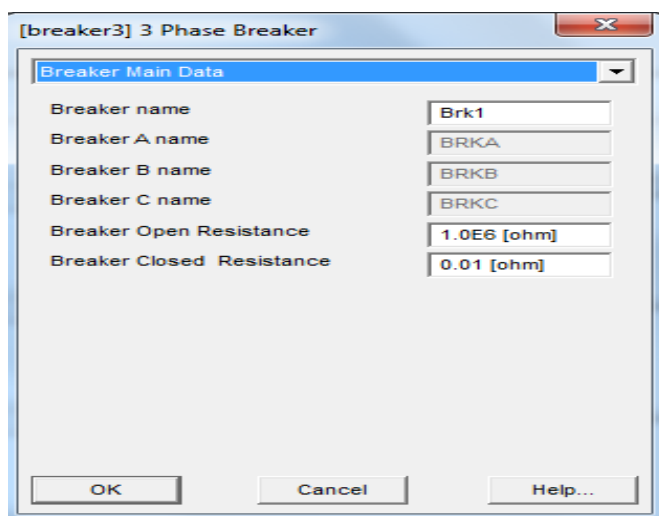 [breaker3] 3 Phase Breaker
Breaker Main Data
Breaker name Brk1
Breaker A name BRKA
Breaker B name BRKB
Breaker C name BRKC
Breaker Open Resistance 1.0E6 [ohm]
Breaker Closed Resistance 0.01 [ohm]
OK Cancel Help...